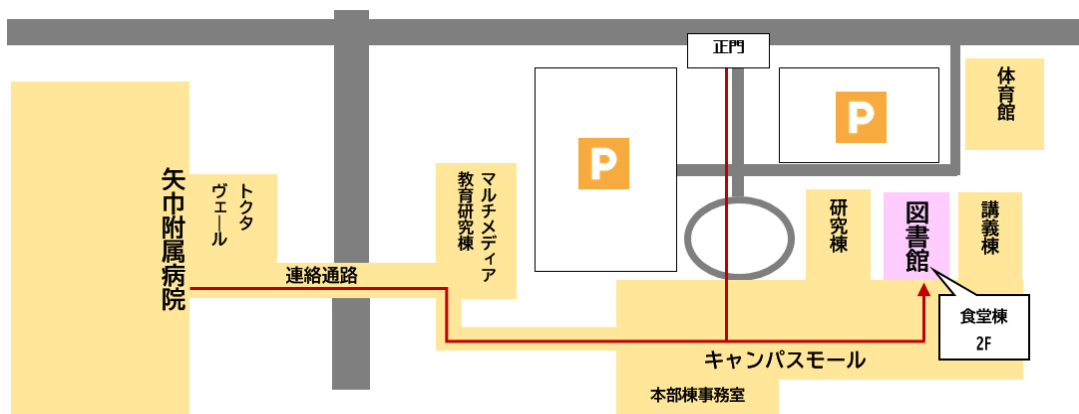 正門
体育館
P
P
矢巾附属病院
トクタ
ヴェール
マルチメディア
教育研究棟
研究棟
図書館
講義棟
連絡通路
食堂棟
2F
キャンパスモール
本部棟事務室